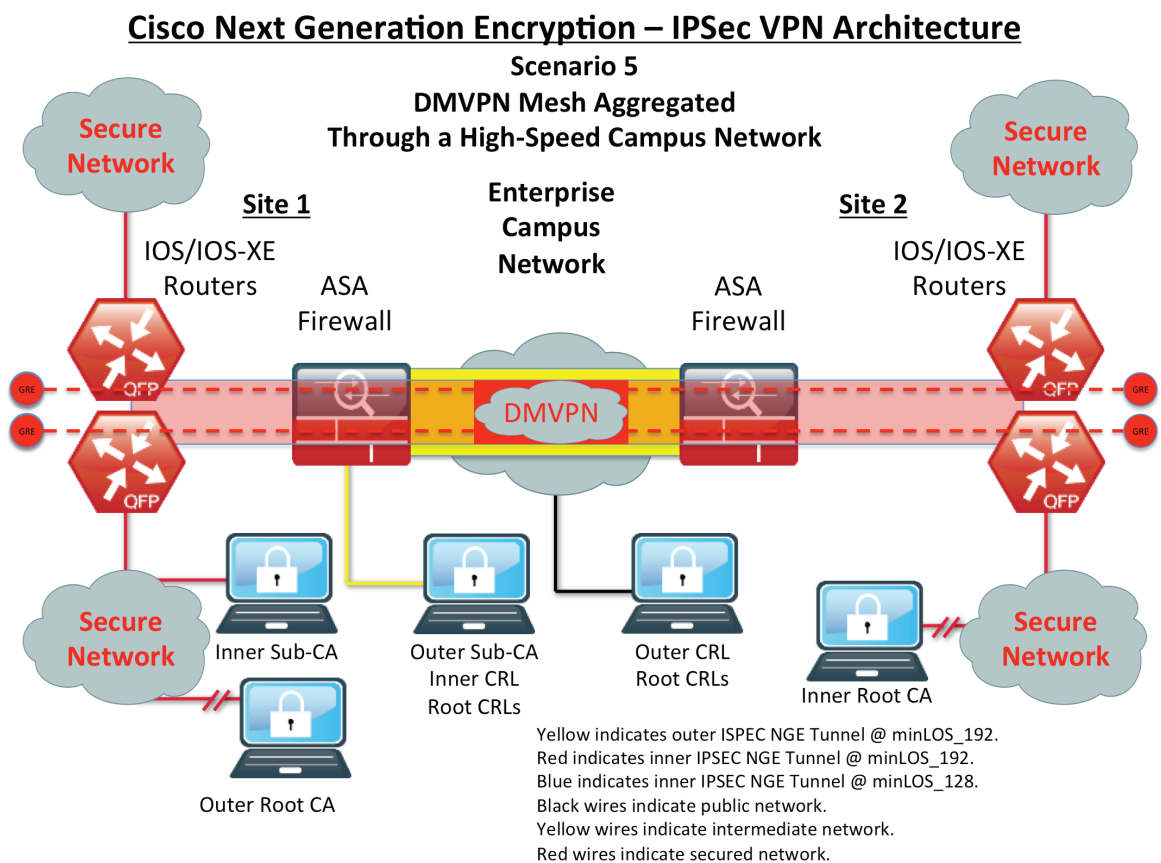 Cisco Next Generation Encryption – IPSec VPN Architecture
Scenario 5
DMVPN Mesh Aggregated
Through a High-Speed Campus Network
Secure
Network
Secure
Network
Site 1
Enterprise
Campus
Network
Site 2
IOS/IOS-XE
Routers
ASA
Firewall
ASA
Firewall
IOS/IOS-XE
Routers
QFP
QFP
GRE
GRE
DMVPN
GRE
GRE
QFP
QFP
Secure
Network
Inner Sub-CA
Outer Sub-CA
Inner CRL
Root CRLs
Outer CRL
Root CRLs
Inner Root CA
Secure
Network
Outer Root CA
Yellow indicates outer ISPEC NGE Tunnel @ minLOS_192.
Red indicates inner IPSEC NGE Tunnel @ minLOS_192.
Blue indicates inner IPSEC NGE Tunnel @ minLOS_128.
Black wires indicate public network.
Yellow wires indicate intermediate network.
Red wires indicate secured network.